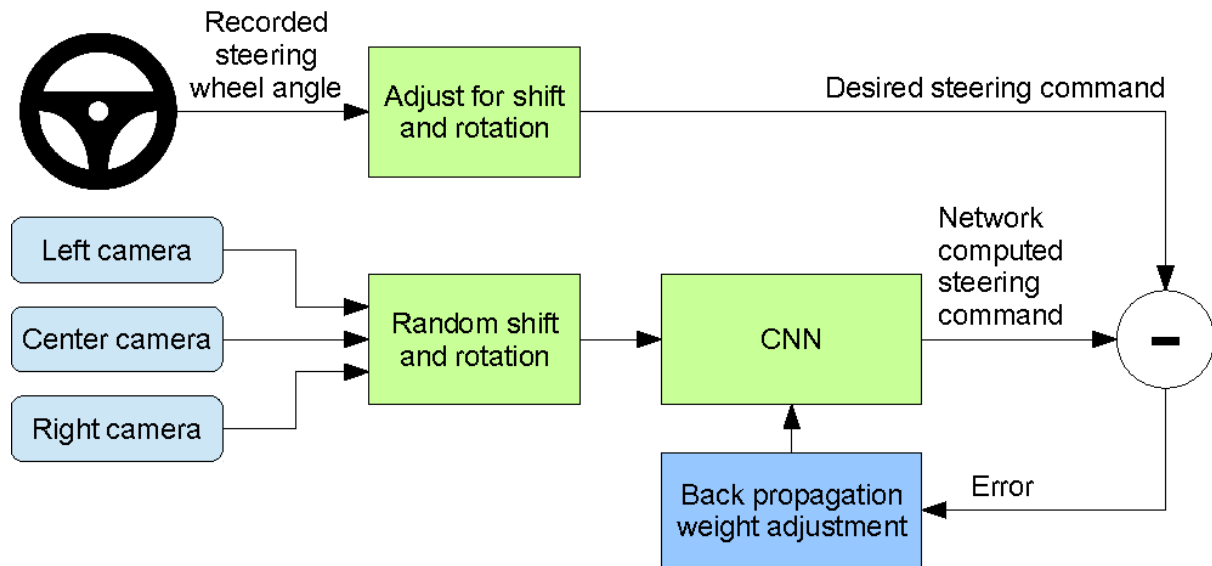 Recorded
steering
wheel angle
Adjust for shift
and rotation
Desired steering command
Left camera
Center camera
Right camera
Random shift
and rotation
CNN
Network
computed
steering
command
-
Back propagation
weight adjustment
Error